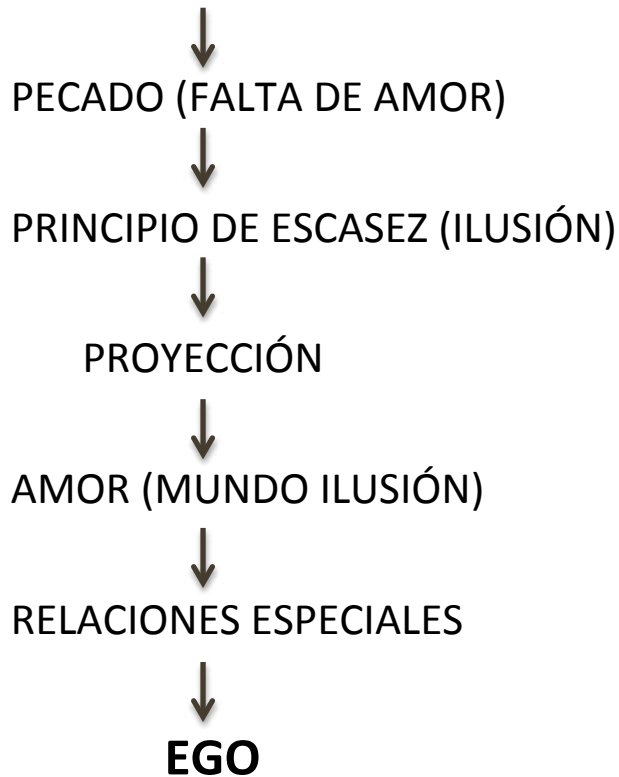 PECADO (FALTA DE AMOR)
PRINCIPIO DE ESCASEZ (ILUSIÓN)
PROYECCIÓN
AMOR (MUNDO ILUSIÓN)
RELACIONES ESPECIALES
EGO